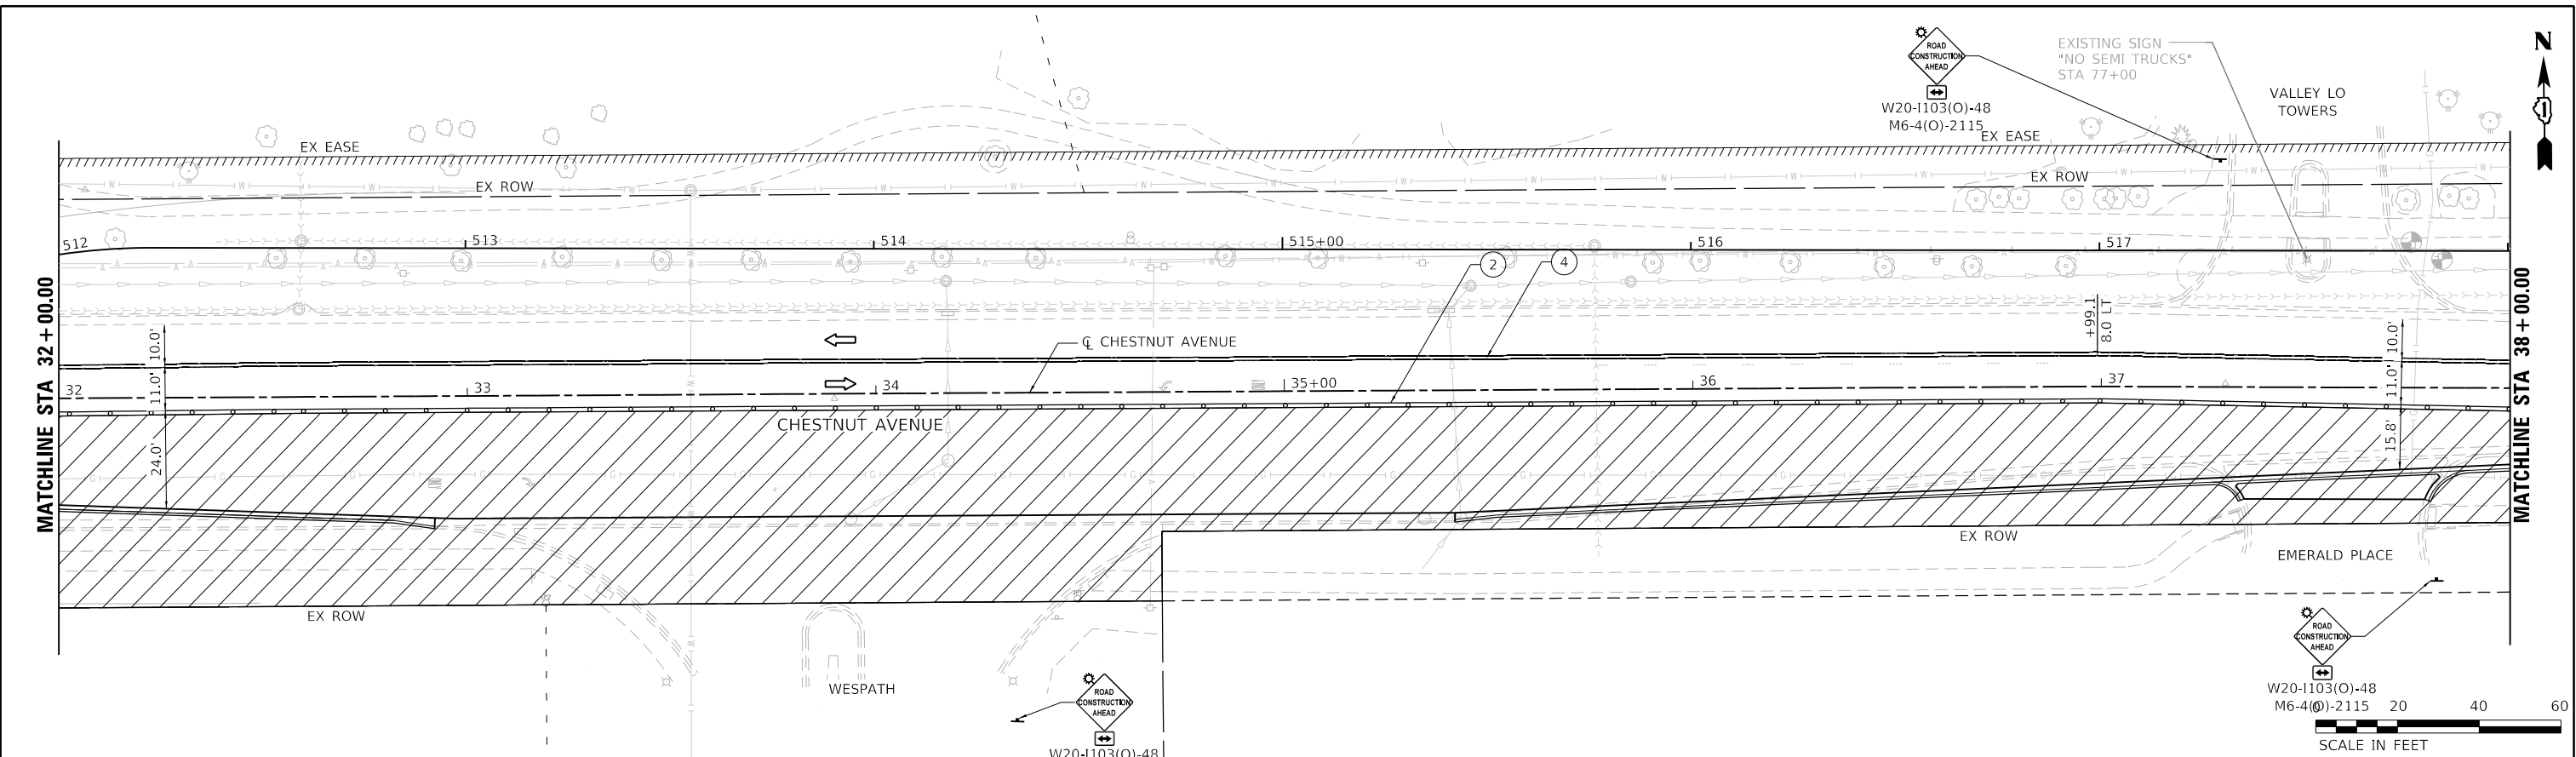 ROAD
CONSTRUCTION
AHEAD
W20-I103(O)-48
M6-4(O)-2115
EXISTING SIGN
"NO SEMI TRUCKS"
STA 77+00
VALLEY LO
TOWERS
N
EX EASE
EX EASE
EX ROW
EX ROW
512
513
514
515+00
516
517
2
4
MATCHLINE STA 32+00.00
10.0'
11.0'
24.0'
℄ CHESTNUT AVENUE
+99.1
8.0 LT
10.0'
11.0'
15.8'
MATCHLINE STA 38+00.00
32
33
34
35+00
36
37
CHESTNUT AVENUE
EX ROW
EX ROW
EMERALD PLACE
WESPATH
ROAD
CONSTRUCTION
AHEAD
W20-I103(O)-48
ROAD
CONSTRUCTION
AHEAD
W20-I103(O)-48
M6-4(O)-2115
0 20 40 60
SCALE IN FEET